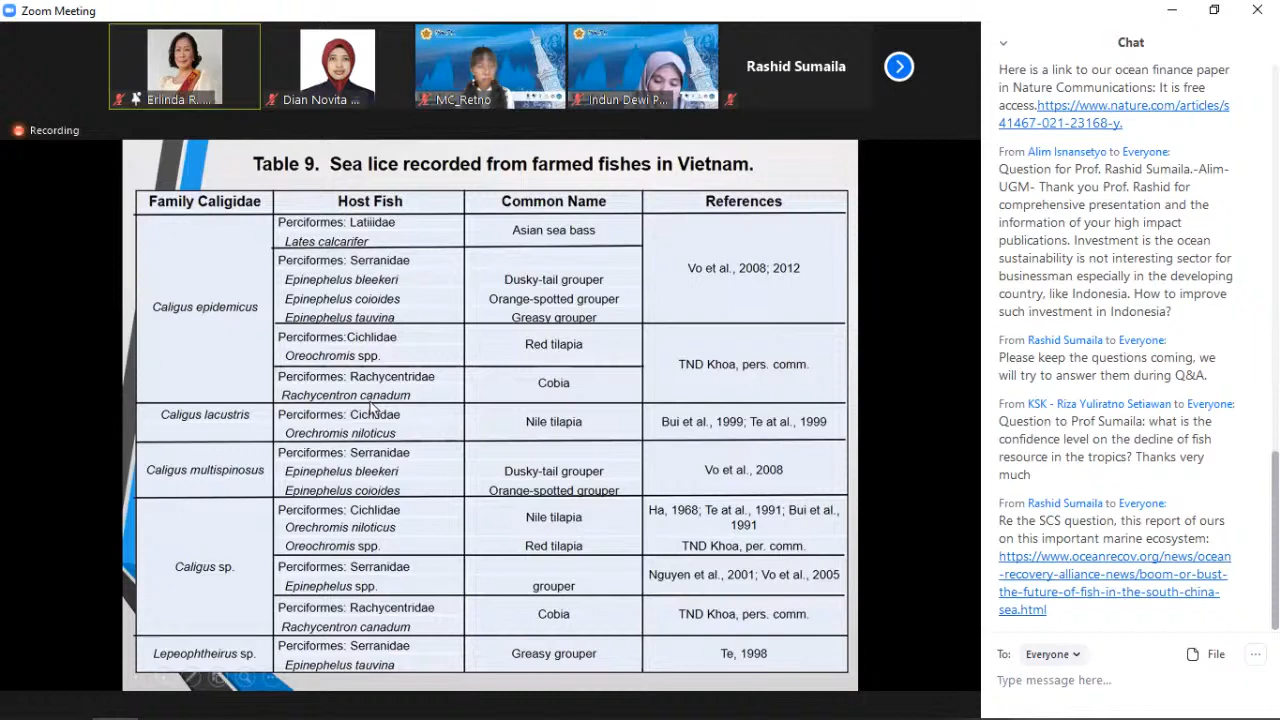 Zoom Meeting
Erlinda R. ...
Dian Novita ...
MC_Retno
Indun Dewi P...
Rashid Sumaila
Recording
Table 9. Sea lice recorded from farmed fishes in Vietnam.
Family Caligidae
Host Fish
Common Name
References
Caligus epidemicus
Perciformes: Latiiidae
Lates calcarifer
Asian sea bass
Vo et al., 2008; 2012
Perciformes: Serranidae
Epinephelus bleekeri
Dusky-tail grouper
Epinephelus coioides
Orange-spotted grouper
Epinephelus tauvina
Greasy grouper
Perciformes:Cichlidae
Oreochromis spp.
Red tilapia
TND Khoa, pers. comm.
Perciformes: Rachycentridae
Rachycentron canadum
Cobia
Caligus lacustris
Perciformes: Cichlidae
Orechromis niloticus
Nile tilapia
Bui et al., 1999; Te at al., 1999
Caligus multispinosus
Perciformes: Serranidae
Epinephelus bleekeri
Dusky-tail grouper
Epinephelus coioides
Orange-spotted grouper
Vo et al., 2008
Caligus sp.
Perciformes: Cichlidae
Orechromis niloticus
Nile tilapia
Ha, 1968; Te at al., 1991; Bui et al.,
1991
Oreochromis spp.
Red tilapia
TND Khoa, per. comm.
Perciformes: Serranidae
Epinephelus spp.
grouper
Nguyen et al., 2001; Vo et al., 2005
Perciformes: Rachycentridae
Rachycentron canadum
Cobia
TND Khoa, pers. comm.
Lepeophtheirus sp.
Perciformes: Serranidae
Epinephelus tauvina
Greasy grouper
Te, 1998
Chat
Here is a link to our ocean finance paper
in Nature Communications: It is free
access.https://www.nature.com/articles/s
41467-021-23168-y.
From Alim Isnansetyo to Everyone:
Question for Prof. Rashid Sumaila.-Alim-
UGM- Thank you Prof. Rashid for
comprehensive presentation and the
information of your high impact
publications. Investment is the ocean
sustainability is not interesting sector for
businessman especially in the developing
country, like Indonesia. How to improve
such investment in Indonesia?
From Rashid Sumaila to Everyone:
Please keep the questions coming, we
will try to answer them during Q&A.
From KSK - Riza Yuliratno Setiawan to Everyone:
Question to Prof Sumaila: what is the
confidence level on the decline of fish
resource in the tropics? Thanks very
much
From Rashid Sumaila to Everyone:
Re the SCS question, this report of ours
on this important marine ecosystem:
https://www.oceanrecov.org/news/ocean
-recovery-alliance-news/boom-or-bust-
the-future-of-fish-in-the-south-china-
sea.html
To: Everyone
File
...
Type message here...